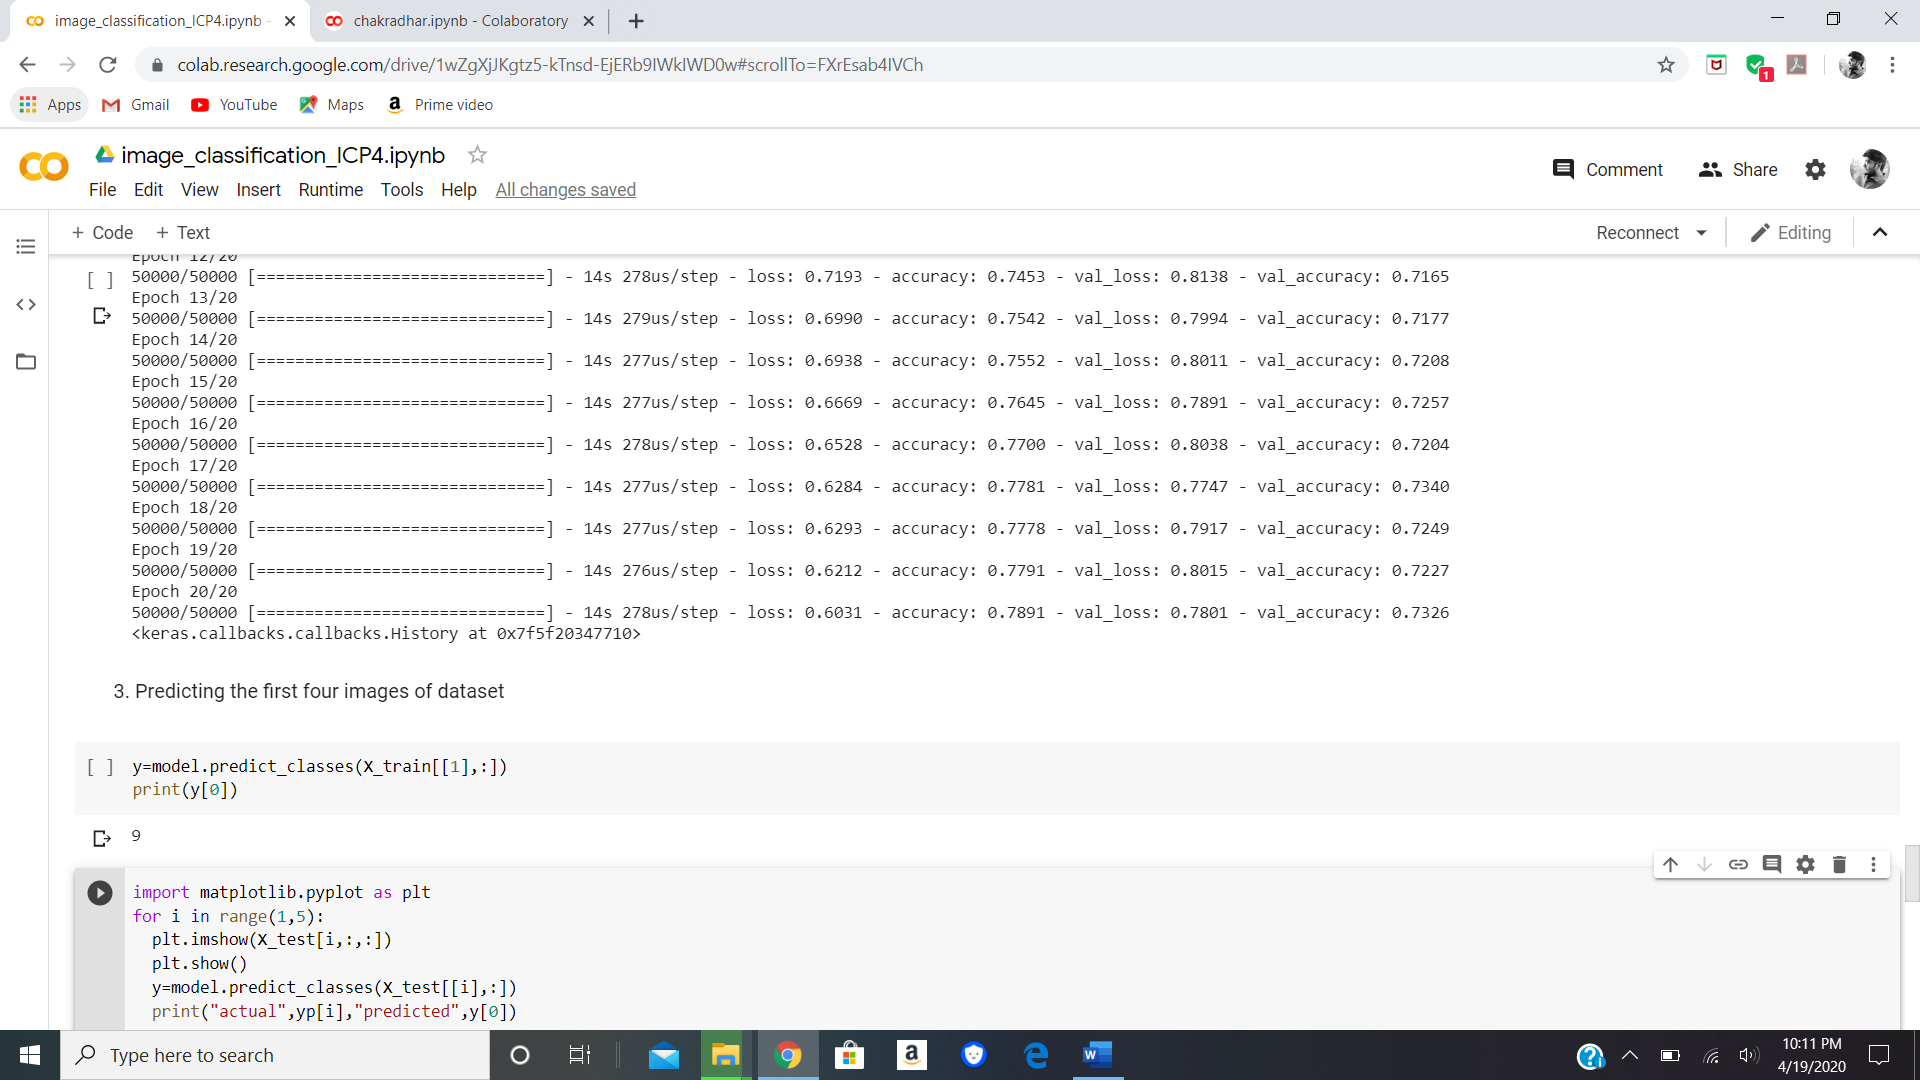 image_classification_ICP4.ipynb -
chakradhar.ipynb - Colaboratory
colab.research.google.com/drive/1wZgXjJKgtz5-kTnsd-EjERb9IWkIWD0w#scrollTo=FXrEsab4IVCh
1
Apps Gmail YouTube Maps Prime video
image_classification_ICP4.ipynb
Comment Share
File Edit View Insert Runtime Tools Help All changes saved
+ Code + Text Reconnect Editing
Epoch 12/20
[ ] 50000/50000 [==============================] - 14s 278us/step - loss: 0.7193 - accuracy: 0.7453 - val_loss: 0.8138 - val_accuracy: 0.7165
Epoch 13/20
50000/50000 [==============================] - 14s 279us/step - loss: 0.6990 - accuracy: 0.7542 - val_loss: 0.7994 - val_accuracy: 0.7177
Epoch 14/20
50000/50000 [==============================] - 14s 277us/step - loss: 0.6938 - accuracy: 0.7552 - val_loss: 0.8011 - val_accuracy: 0.7208
Epoch 15/20
50000/50000 [==============================] - 14s 277us/step - loss: 0.6669 - accuracy: 0.7645 - val_loss: 0.7891 - val_accuracy: 0.7257
Epoch 16/20
50000/50000 [==============================] - 14s 278us/step - loss: 0.6528 - accuracy: 0.7700 - val_loss: 0.8038 - val_accuracy: 0.7204
Epoch 17/20
50000/50000 [==============================] - 14s 277us/step - loss: 0.6284 - accuracy: 0.7781 - val_loss: 0.7747 - val_accuracy: 0.7340
Epoch 18/20
50000/50000 [==============================] - 14s 277us/step - loss: 0.6293 - accuracy: 0.7778 - val_loss: 0.7917 - val_accuracy: 0.7249
Epoch 19/20
50000/50000 [==============================] - 14s 276us/step - loss: 0.6212 - accuracy: 0.7791 - val_loss: 0.8015 - val_accuracy: 0.7227
Epoch 20/20
50000/50000 [==============================] - 14s 278us/step - loss: 0.6031 - accuracy: 0.7891 - val_loss: 0.7801 - val_accuracy: 0.7326
<keras.callbacks.callbacks.History at 0x7f5f20347710>
3. Predicting the first four images of dataset
[ ] y=model.predict_classes(X_train[[1],:])
print(y[0])
9
import matplotlib.pyplot as plt
for i in range(1,5):
  plt.imshow(X_test[i,:,:])
  plt.show()
  y=model.predict_classes(X_test[[i],:])
  print("actual",yp[i],"predicted",y[0])
Type here to search
10:11 PM
4/19/2020